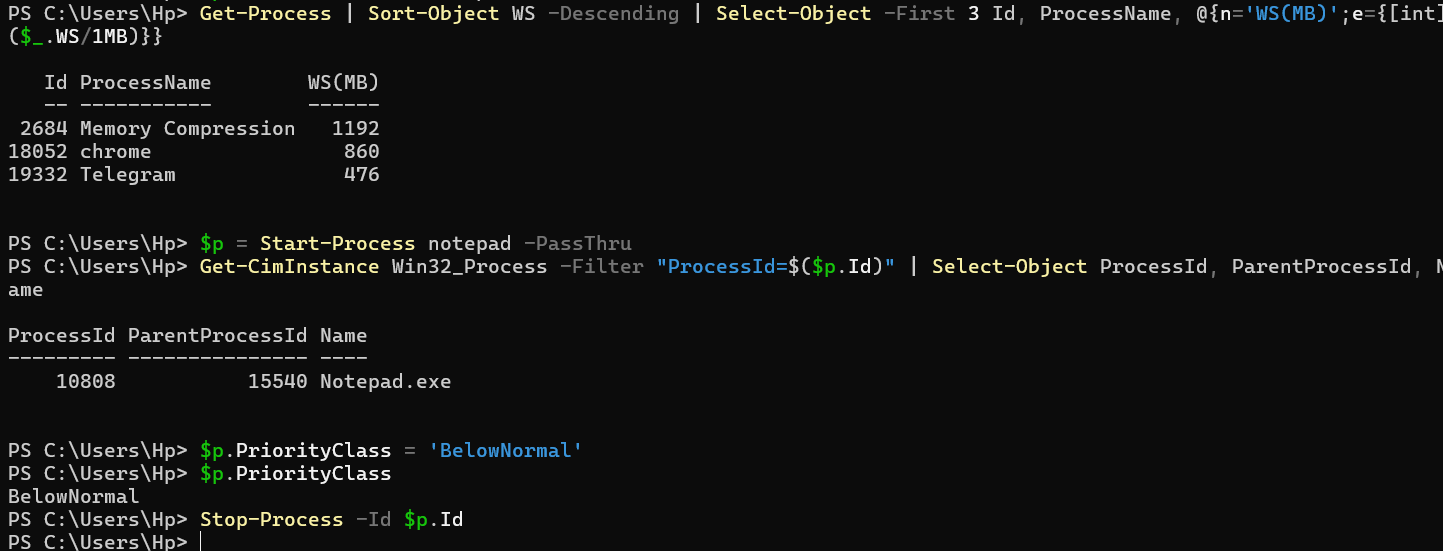 PS C:\Users\Hp> Get-Process | Sort-Object WS -Descending | Select-Object -First 3 Id, ProcessName, @{n='WS(MB)';e={[int]
($_.WS/1MB)}}
   Id ProcessName        WS(MB)
   -- -----------        ------
 2684 Memory Compression   1192
18052 chrome                860
19332 Telegram              476
PS C:\Users\Hp> $p = Start-Process notepad -PassThru
PS C:\Users\Hp> Get-CimInstance Win32_Process -Filter "ProcessId=$($p.Id)" | Select-Object ProcessId, ParentProcessId, N
ame
ProcessId ParentProcessId Name
--------- --------------- ----
    10808           15540 Notepad.exe
PS C:\Users\Hp> $p.PriorityClass = 'BelowNormal'
PS C:\Users\Hp> $p.PriorityClass
BelowNormal
PS C:\Users\Hp> Stop-Process -Id $p.Id
PS C:\Users\Hp>